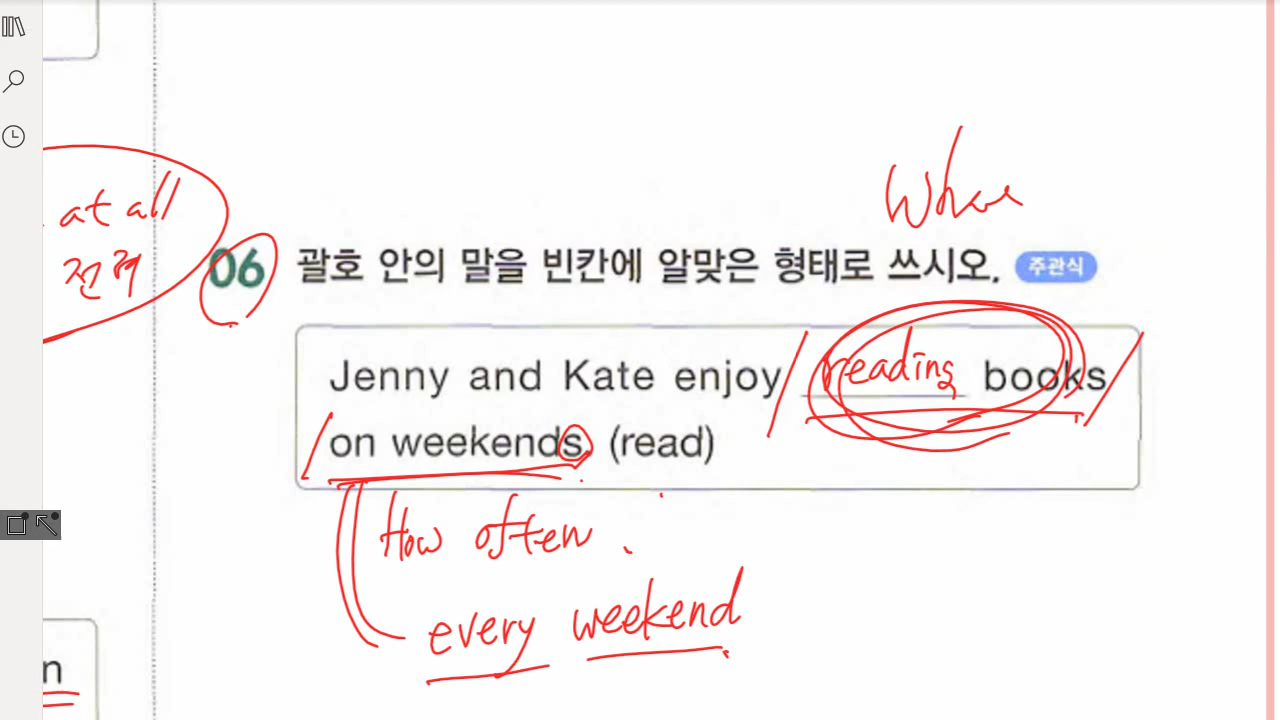 at all
전혀
06 괄호 안의 말을 빈칸에 알맞은 형태로 쓰시오. 주관식
Jenny and Kate enjoy reading books
on weekends. (read)
How often
every weekend
n